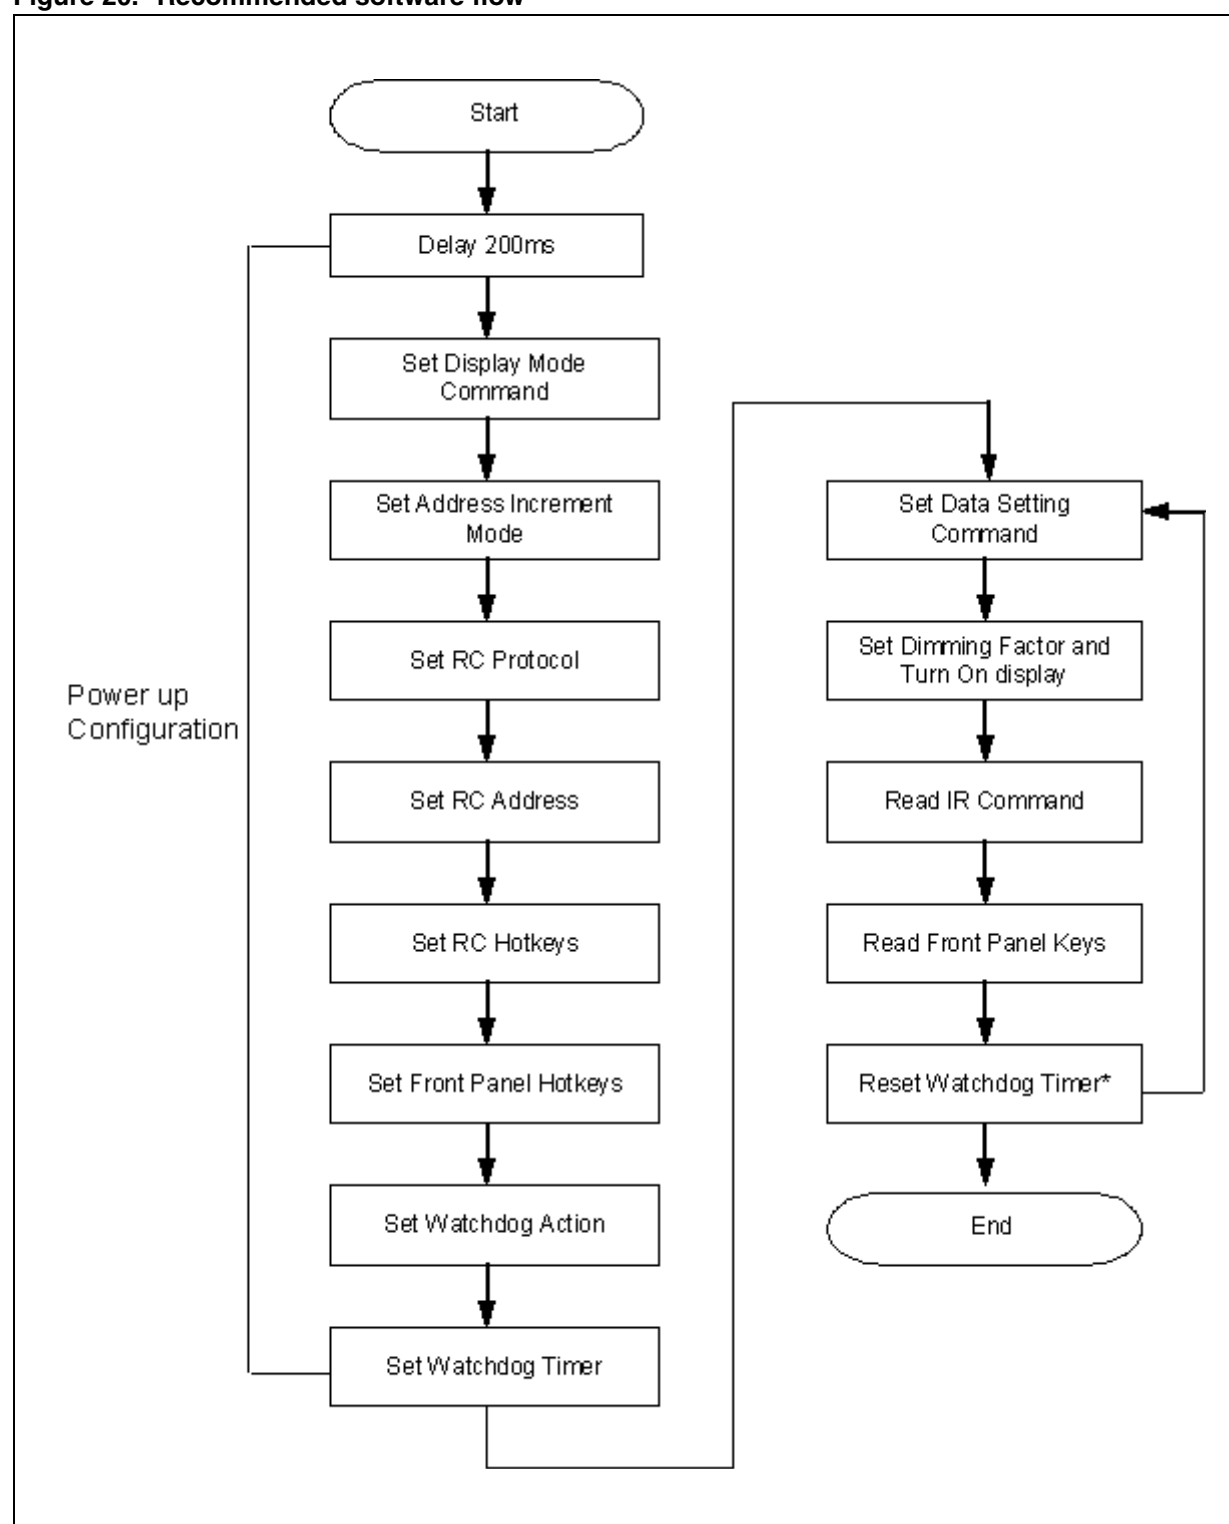 Figure 20. Recommended software flow
Start
Delay 200ms
Set Display Mode
Command
Set Address Increment
Mode
Set RC Protocol
Set RC Address
Set RC Hotkeys
Set Front Panel Hotkeys
Set Watchdog Action
Set Watchdog Timer
Power up
Configuration
Set Data Setting
Command
Set Dimming Factor and
Turn On display
Read IR Command
Read Front Panel Keys
Reset Watchdog Timer*
End